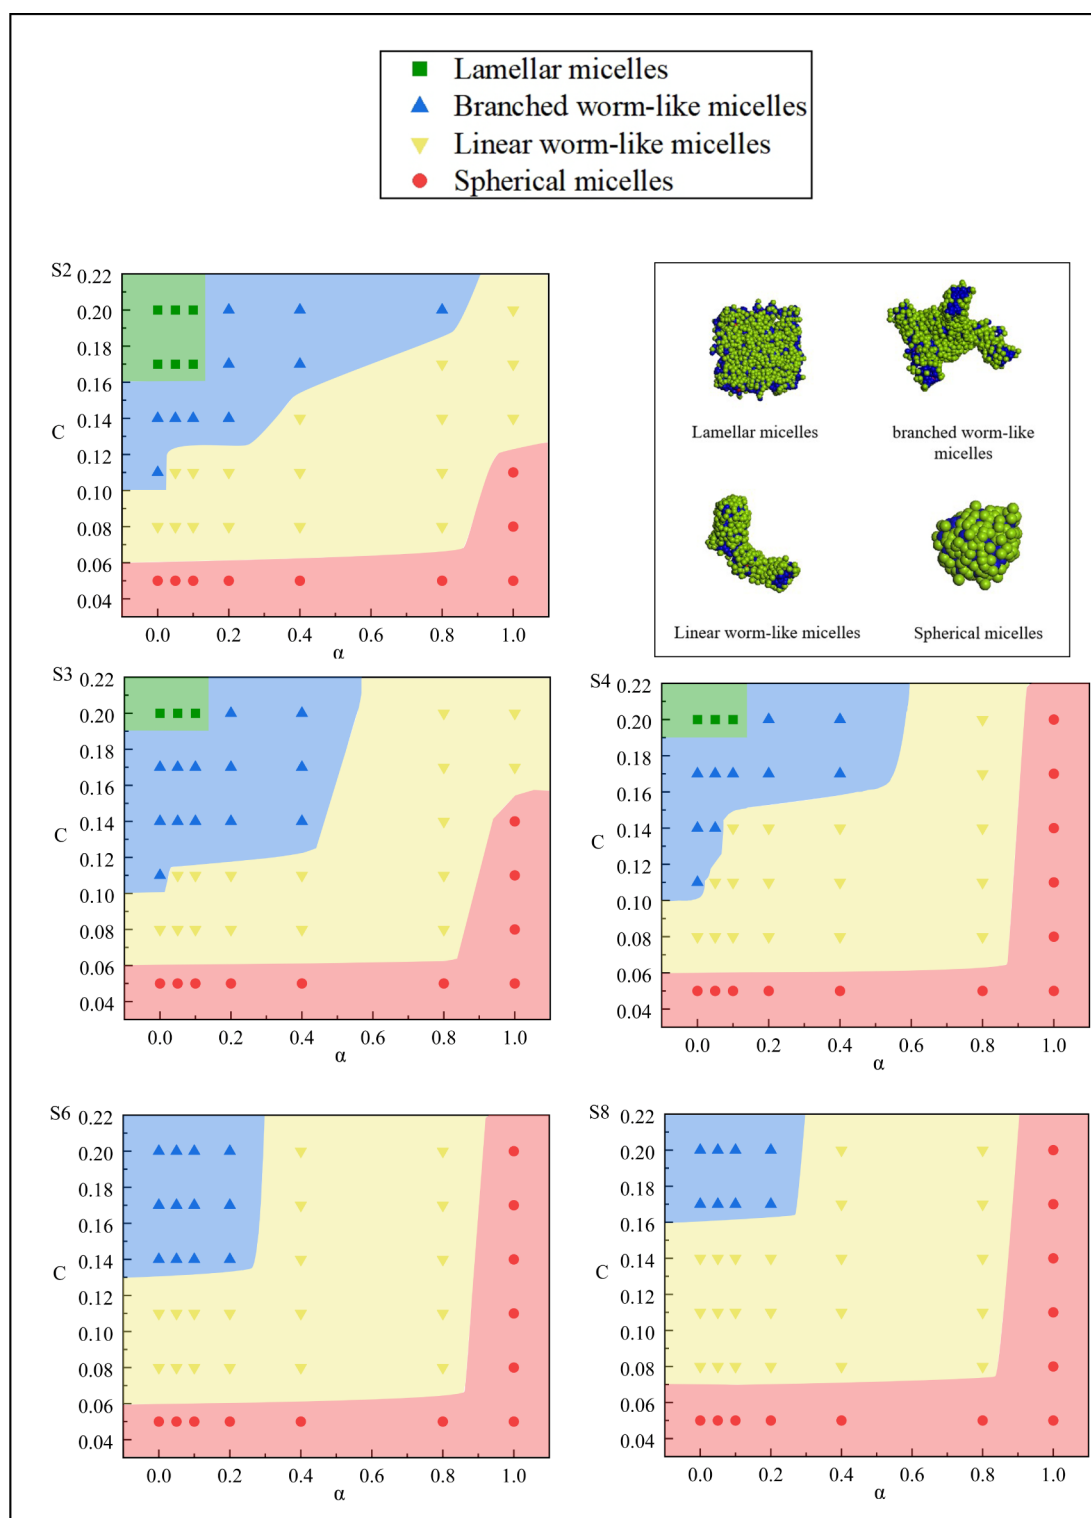 Lamellar micelles
Branched worm-like micelles
Linear worm-like micelles
Spherical micelles
S2
0.22
0.20
0.18
0.16
0.14
C
0.12
0.10
0.08
0.06
0.04
0.0 0.2 0.4 0.6 0.8 1.0
α
Lamellar micelles
branched worm-like
micelles
Linear worm-like micelles
Spherical micelles
S3
0.22
0.20
0.18
0.16
0.14
C
0.12
0.10
0.08
0.06
0.04
0.0 0.2 0.4 0.6 0.8 1.0
α
S4
0.22
0.20
0.18
0.16
0.14
C
0.12
0.10
0.08
0.06
0.04
0.0 0.2 0.4 0.6 0.8 1.0
α
S6
0.22
0.20
0.18
0.16
0.14
C
0.12
0.10
0.08
0.06
0.04
0.0 0.2 0.4 0.6 0.8 1.0
α
S8
0.22
0.20
0.18
0.16
0.14
C
0.12
0.10
0.08
0.06
0.04
0.0 0.2 0.4 0.6 0.8 1.0
α